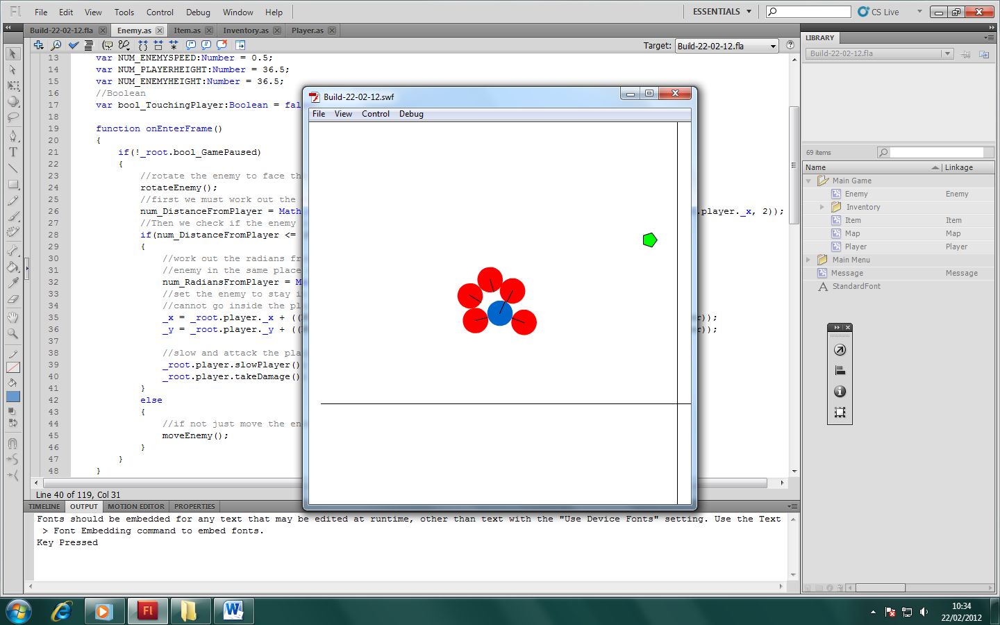 Fl File Edit View Tools Control Debug Window Help ESSENTIALS CS Live
Build-22-02-12.fla Enemy.as Item.as Inventory.as Player.as
Target: Build-22-02-12.fla
13 var NUM_ENEMYSPEED:Number = 0.5;
14 var NUM_PLAYERHEIGHT:Number = 36.5;
15 var NUM_ENEMYHEIGHT:Number = 36.5;
16 //Boolean
17 var bool_TouchingPlayer:Boolean = fal
18
19 function onEnterFrame()
20 {
21 if(!_root.bool_GamePaused)
22 {
23 //rotate the enemy to face th
24 rotateEnemy();
25 //first we must work out the
26 num_DistanceFromPlayer = Math .player._x, 2));
27 //Then we check if the enemy
28 if(num_DistanceFromPlayer <=
29 {
30 //work out the radians fr
31 //enemy in the same place
32 num_RadiansFromPlayer = M
33 //set the enemy to stay i
34 //cannot go inside the pl
35 _x = _root.player._x + (( ));
36 _y = _root.player._y + (( ));
37
38 //slow and attack the pla
39 _root.player.slowPlayer()
40 _root.player.takeDamage()
41 }
42 else
43 {
44 //if not just move the en
45 moveEnemy();
46 }
47 }
48 }
Line 40 of 119, Col 31
Build-22-02-12.swf
File View Control Debug
TIMELINE OUTPUT MOTION EDITOR PROPERTIES
Fonts should be embedded for any text that may be edited at runtime, other than text with the "Use Device Fonts" setting. Use the Text
> Font Embedding command to embed fonts.
Key Pressed
LIBRARY
Build-22-02-12.fla
69 items
Name Linkage
Main Game
Enemy Enemy
Inventory
Item Item
Map Map
Player Player
Main Menu
Message Message
StandardFont
Fl
10:34
22/02/2012